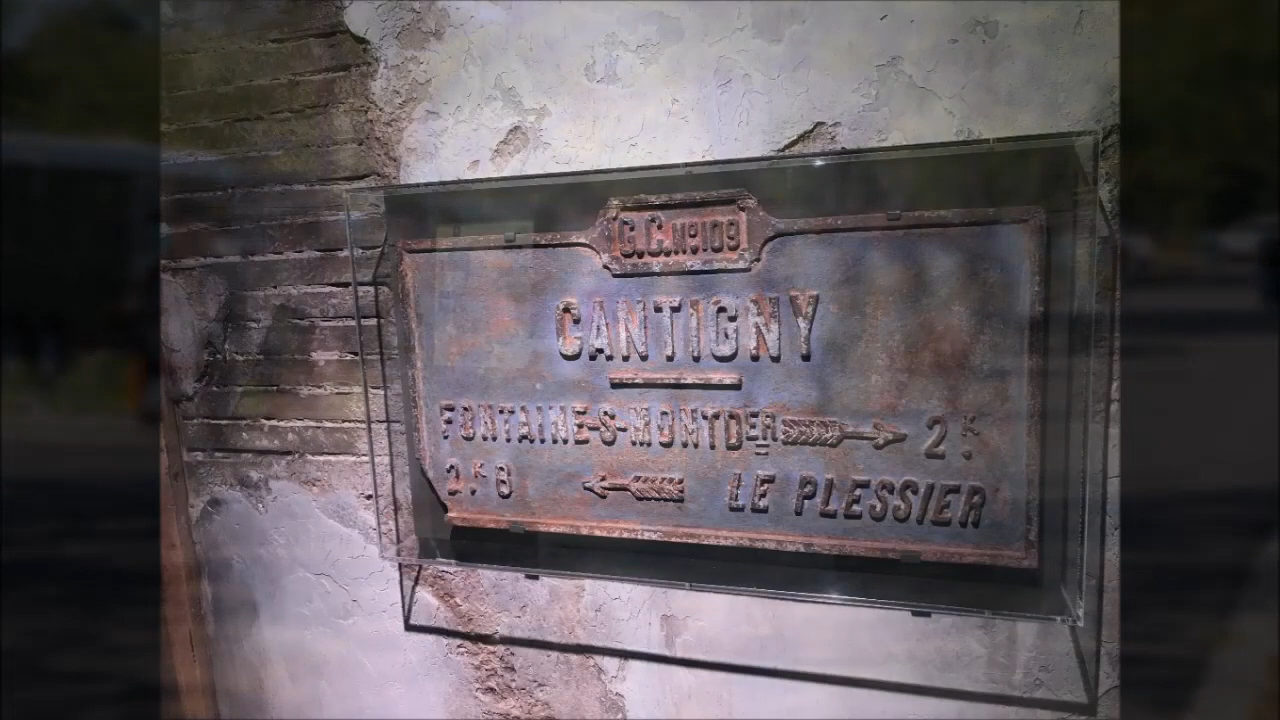 G.C. Nº 109
CANTIGNY
FONTAINE-S-MONTDER 2K
2K8 LE PLESSIER